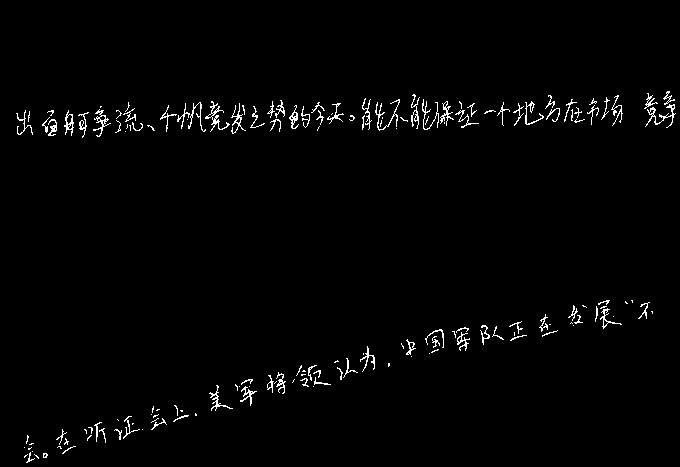 出百舸争流、千帆竞发之势的今天。能不能保证一个地方在市场竞争
会。在听证会上,美军将领认为,中国军队正在发展“不